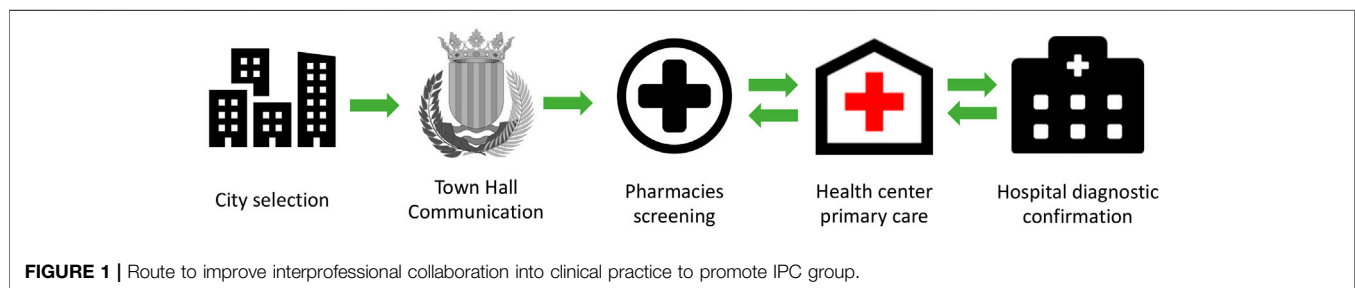 City selection
Town Hall
Communication
Pharmacies
screening
Health center
primary care
Hospital diagnostic
confirmation
FIGURE 1 | Route to improve interprofessional collaboration into clinical practice to promote IPC group.